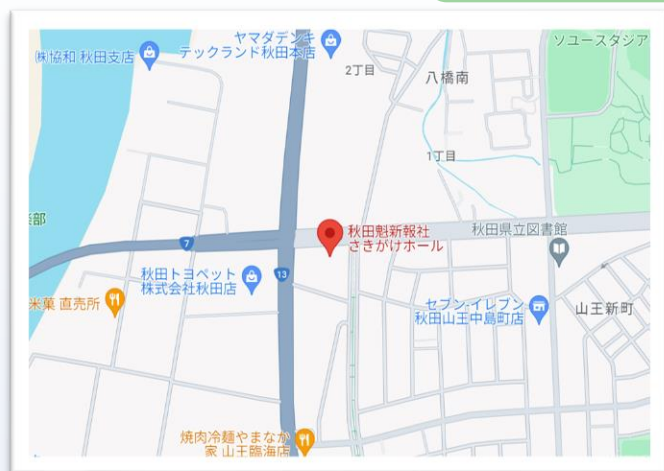 ヤマダデンキ
テックランド秋田本店
㈱協和 秋田支店
ソユースタジア
2丁目
八橋南
1丁目
楽部
7
秋田魁新報社
さきがけホール
秋田県立図書館
秋田トヨペット
株式会社秋田店
13
米菓 直売所
セブン-イレブン
秋田山王中島町店
山王新町
焼肉冷麺やまなか
家 山王臨海店